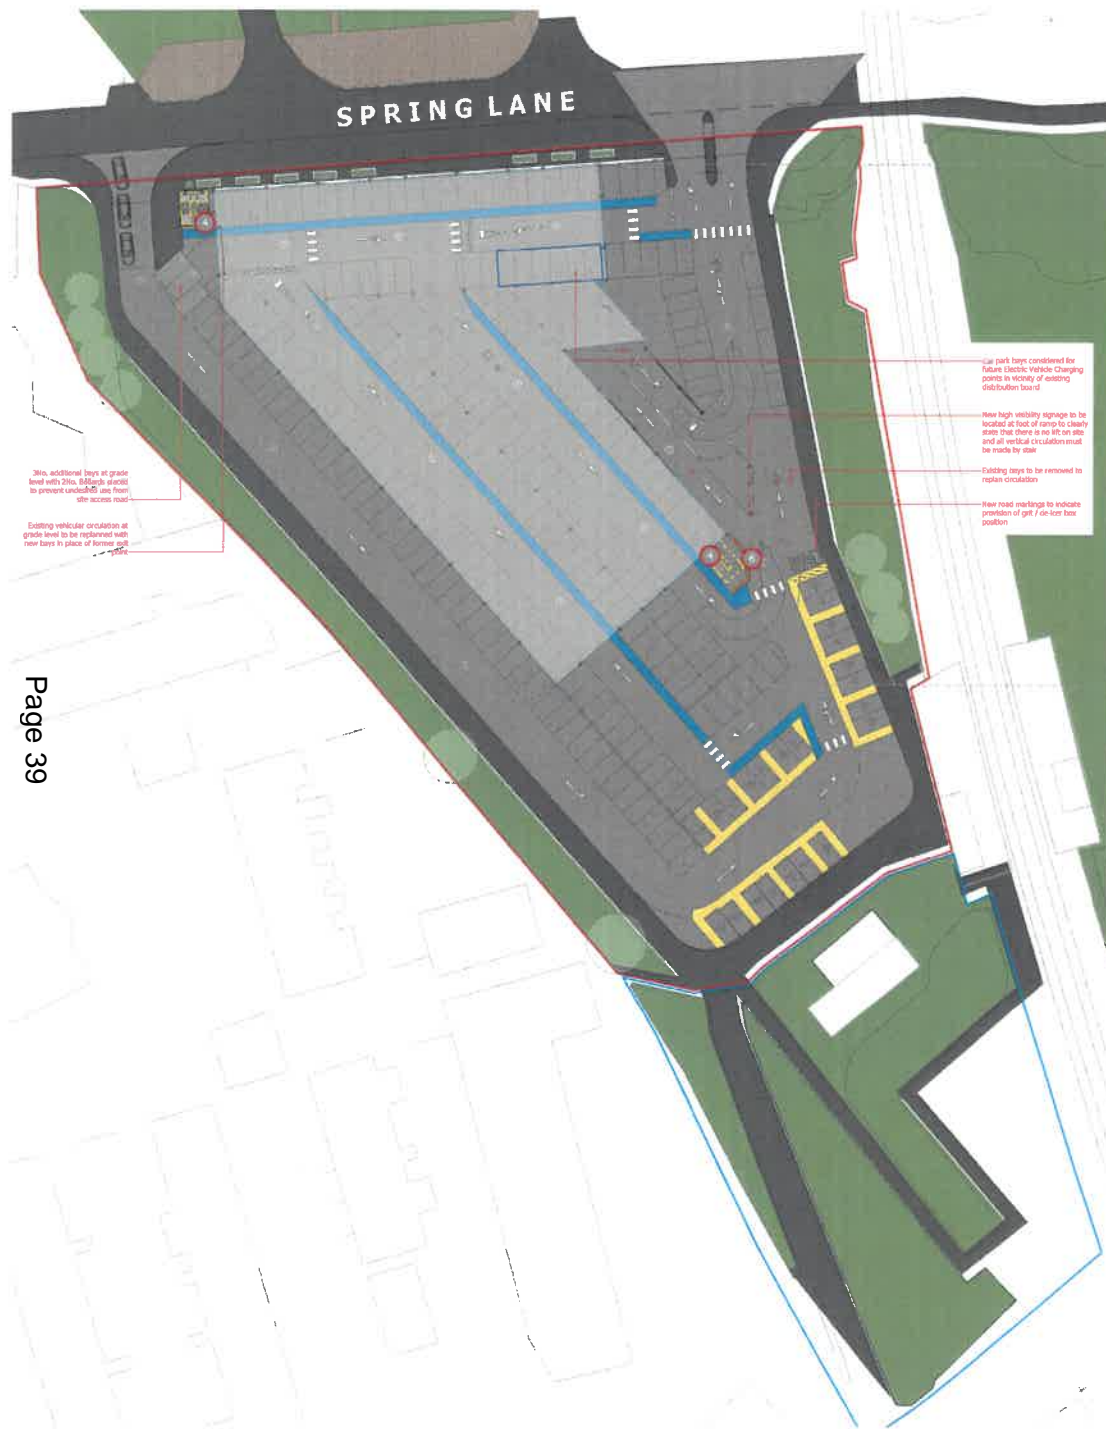 SPRING LANE
Car park bays considered for
future Electric Vehicle Charging
points in vicinity of existing
distribution board
New high visibility signage to be
located at foot of ramp to clearly
state that there is no lift on site
and all vertical circulation must
be made by stair
Existing bays to be removed to
replan circulation
New road markings to indicate
provision of grit / de-icer box
position
3No. additional bays at grade
level with 2No. Bollards placed
to prevent undesired use from
site access road
Existing vehicular circulation at
grade level to be replanned with
new bays in place of former exit
point
Page 39